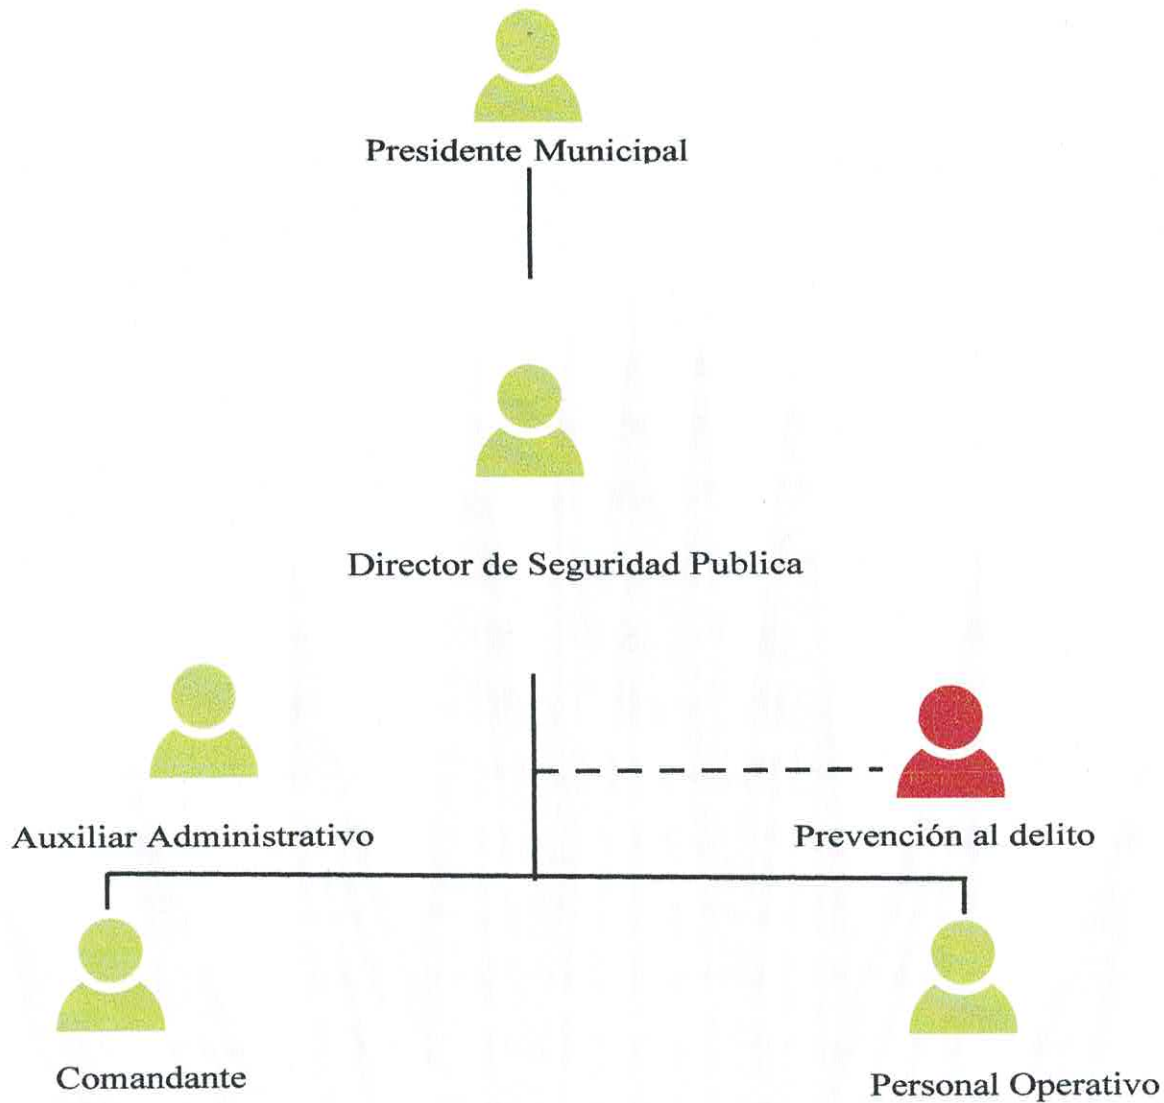 Presidente Municipal
Director de Seguridad Publica
Auxiliar Administrativo
Prevención al delito
Comandante
Personal Operativo